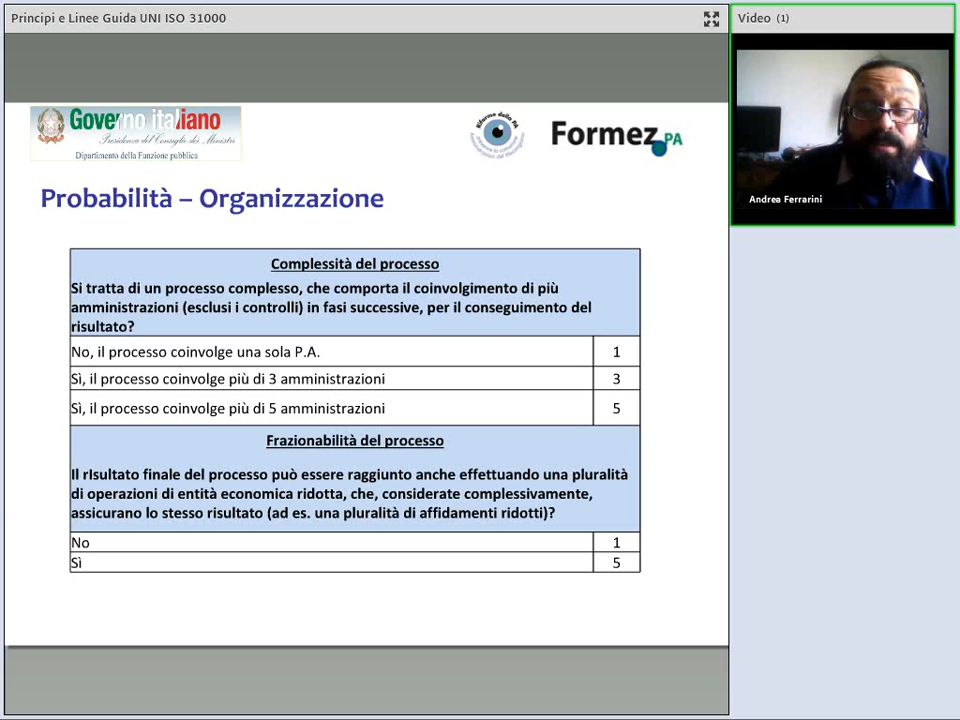 Principi e Linee Guida UNI ISO 31000
Video (1)
Governo italiano
Presidenza del Consiglio dei Ministri
Dipartimento della Funzione pubblica
Riforme delle PA
Formez PA
Andrea Ferrarini
Probabilità – Organizzazione
Complessità del processo
Si tratta di un processo complesso, che comporta il coinvolgimento di più
amministrazioni (esclusi i controlli) in fasi successive, per il conseguimento del
risultato?
No, il processo coinvolge una sola P.A. 1
Sì, il processo coinvolge più di 3 amministrazioni 3
Sì, il processo coinvolge più di 5 amministrazioni 5
Frazionabilità del processo
Il rIsultato finale del processo può essere raggiunto anche effettuando una pluralità
di operazioni di entità economica ridotta, che, considerate complessivamente,
assicurano lo stesso risultato (ad es. una pluralità di affidamenti ridotti)?
No 1
Sì 5